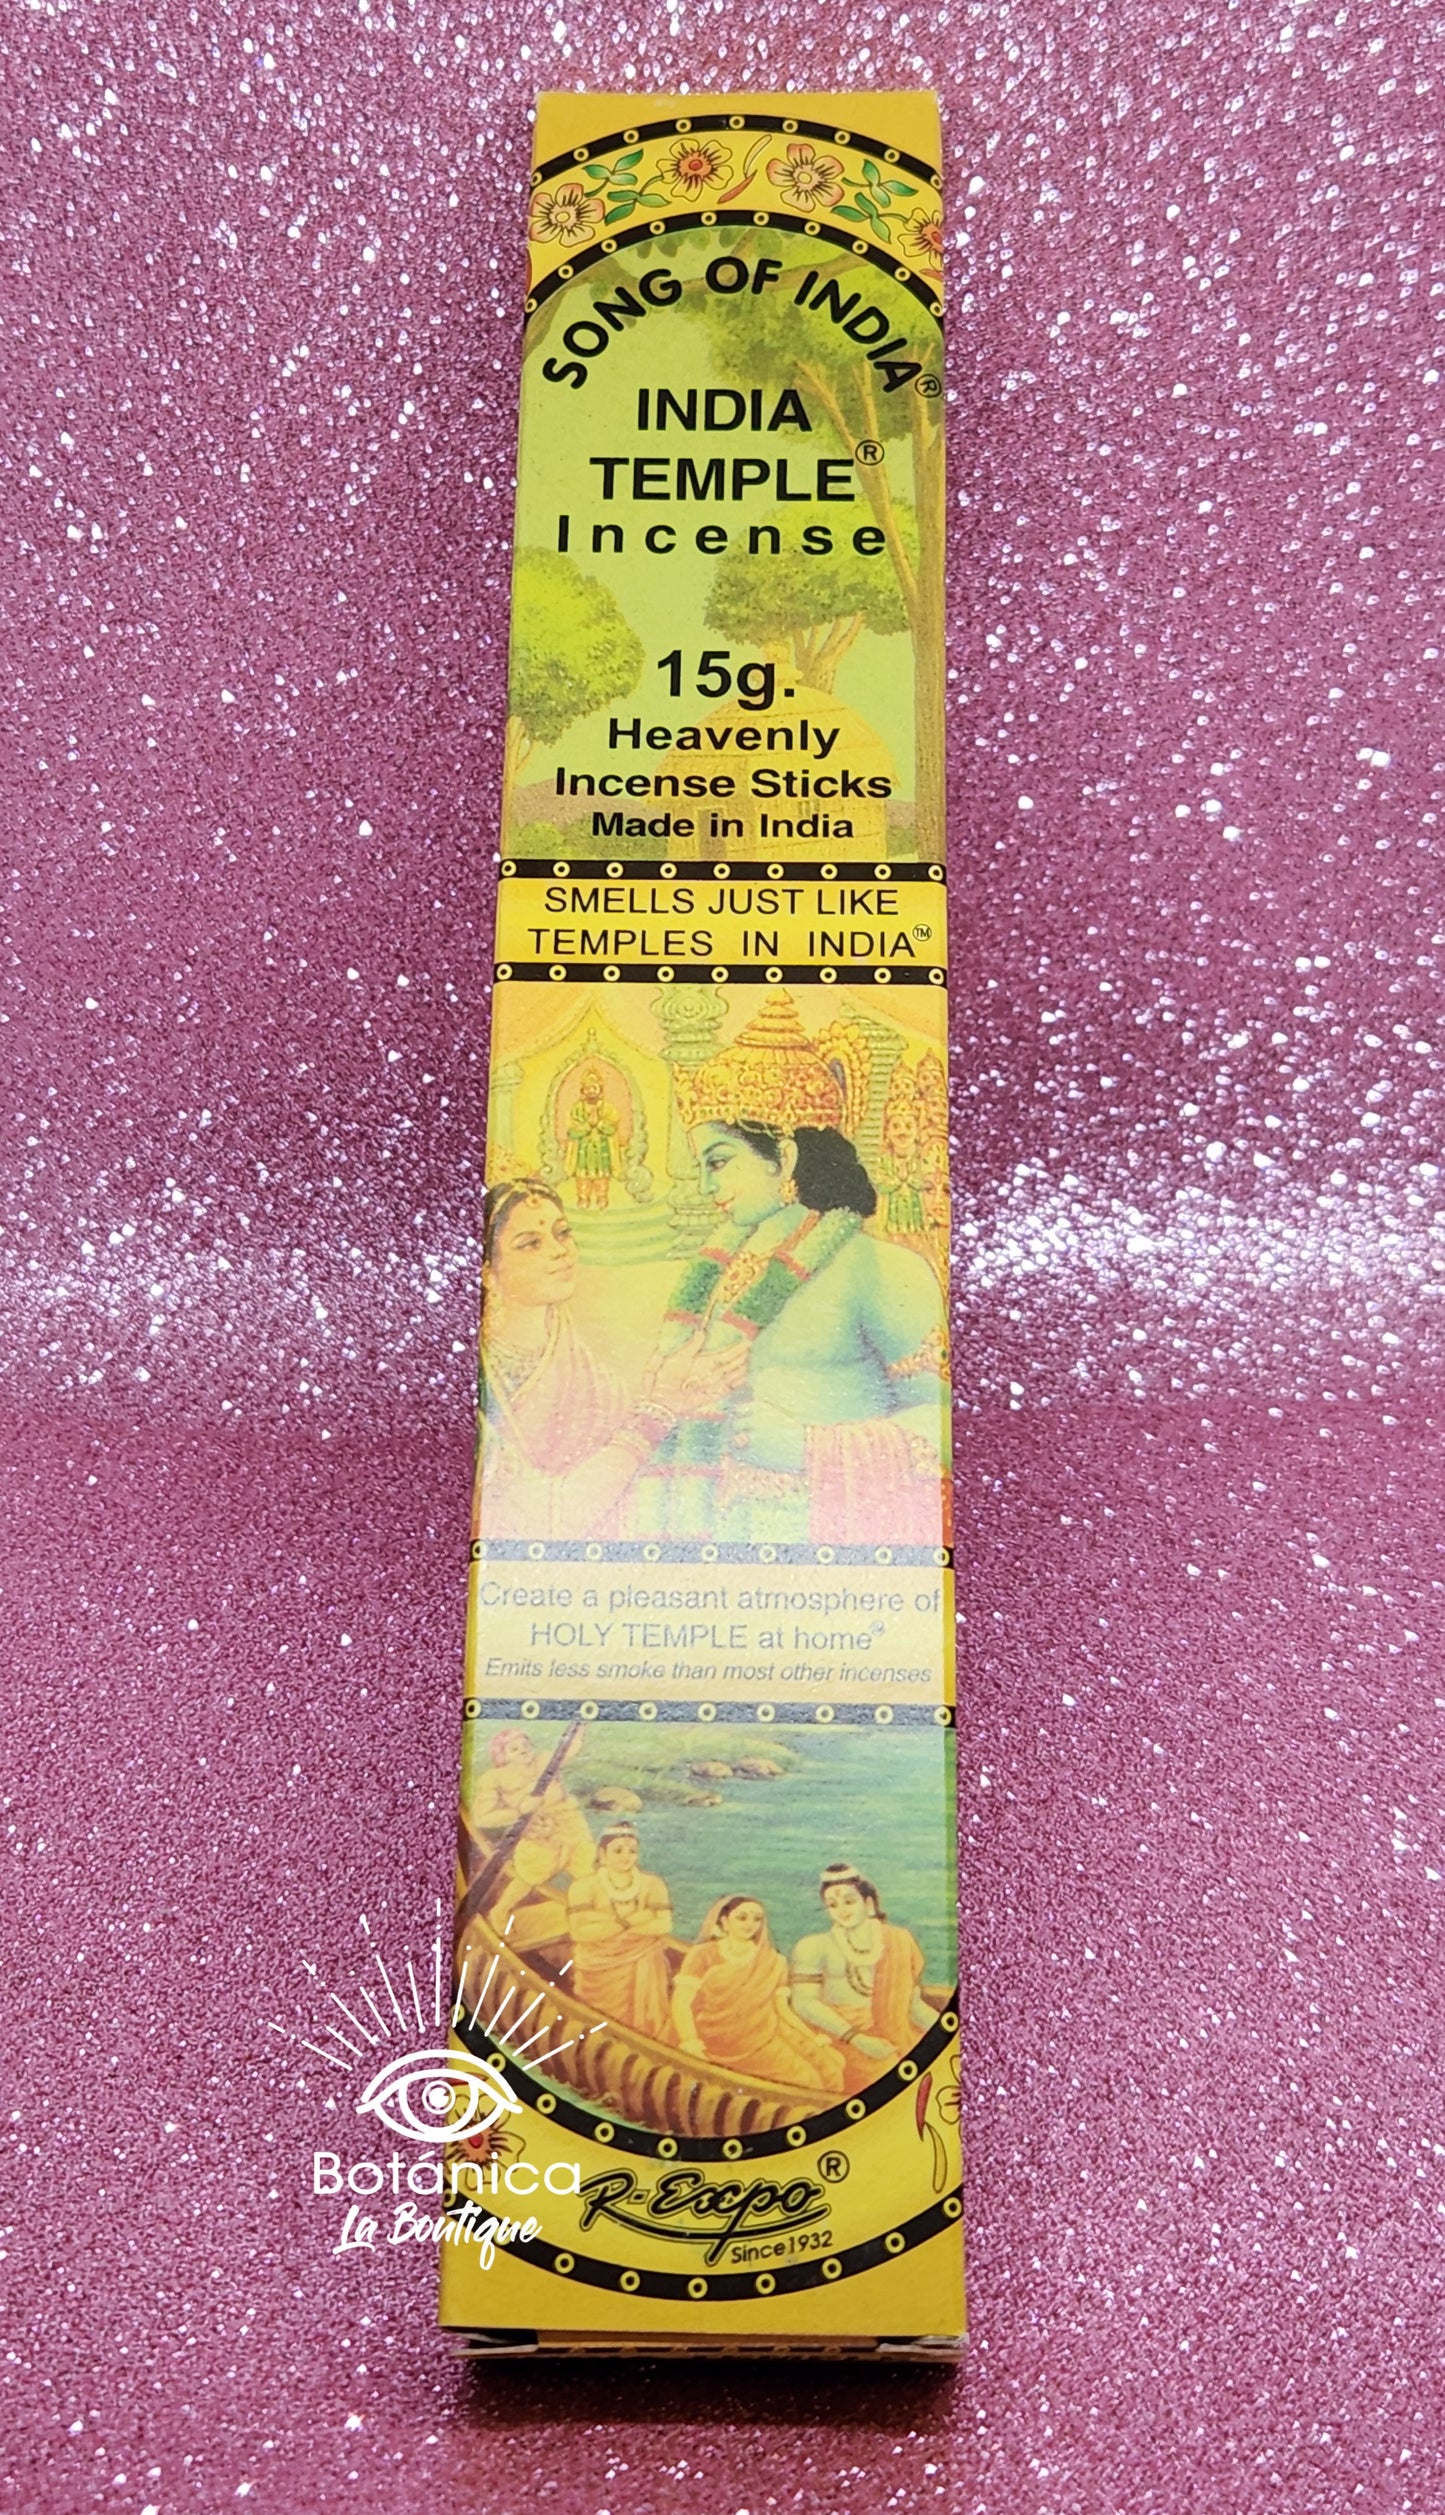 SONG OF INDIA®
INDIA
TEMPLE®
Incense
15g.
Heavenly
Incense Sticks
Made in India
SMELLS JUST LIKE
TEMPLES IN INDIA™
Create a pleasant atmosphere of
HOLY TEMPLE at home®
Emits less smoke than most other incenses
R-Expo®
Since1932
Botánica
La Boutique